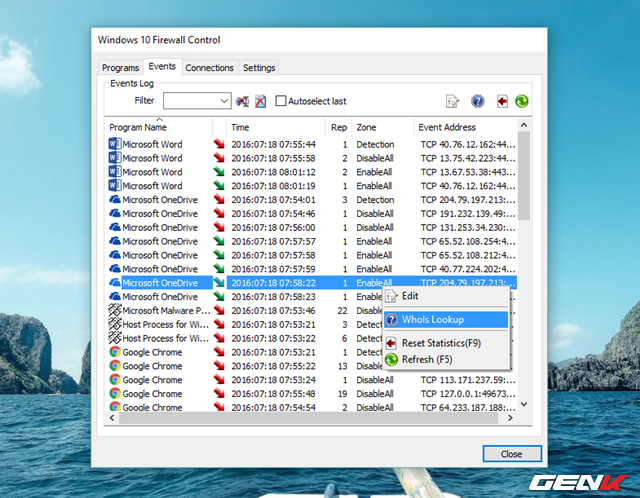 Windows 10 Firewall Control
Programs Events Connections Settings
Events Log
Filter Autoselect last
Program Name Time Rep Zone Event Address
Microsoft Word 2016:07:18 07:55:44 1 Detection TCP 40.76.12.162:44...
Microsoft Word 2016:07:18 07:55:58 2 DisableAll TCP 13.75.42.223:44...
Microsoft Word 2016:07:18 08:01:12 2 EnableAll TCP 13.67.53.38:443...
Microsoft Word 2016:07:18 08:01:19 1 EnableAll TCP 40.76.12.162:44...
Microsoft OneDrive 2016:07:18 07:54:01 3 Detection TCP 204.79.197.213:...
Microsoft OneDrive 2016:07:18 07:54:46 1 DisableAll TCP 191.232.139.49:...
Microsoft OneDrive 2016:07:18 07:56:00 1 DisableAll TCP 131.253.34.230:...
Microsoft OneDrive 2016:07:18 07:57:57 1 EnableAll TCP 65.52.108.254:4...
Microsoft OneDrive 2016:07:18 07:57:58 1 EnableAll TCP 65.52.108.212:4...
Microsoft OneDrive 2016:07:18 07:57:59 1 EnableAll TCP 40.77.224.202:4...
Microsoft OneDrive 2016:07:18 07:58:22 1 EnableAll TCP 204.79.197.213:...
Microsoft OneDrive 2016:07:18 07:58:23 1 Enable
Edit
Microsoft Malware P... 2016:07:18 07:53:46 22 Disab
WhoIs Lookup
Host Process for Wi... 2016:07:18 07:53:21 3 Detec
Host Process for Wi... 2016:07:18 07:53:22 6 Detec
Reset Statistics(F9)
Google Chrome 2016:07:18 07:53:21 1 Detec
Refresh (F5)
Google Chrome 2016:07:18 07:55:22 13 Disab
Google Chrome 2016:07:18 07:53:24 1 DisableAll TCP 113.171.237.59:...
Google Chrome 2016:07:18 07:54:48 19 DisableAll TCP 127.0.0.1:49673...
Google Chrome 2016:07:18 07:54:54 2 DisableAll TCP 64.233.187.188:...
Close
GENK